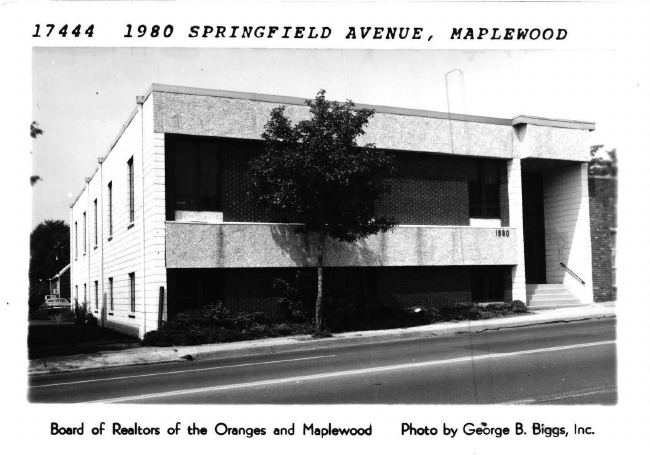 17444 1980 SPRINGFIELD AVENUE, MAPLEWOOD
1980
Board of Realtors of the Oranges and Maplewood Photo by George B. Biggs, Inc.